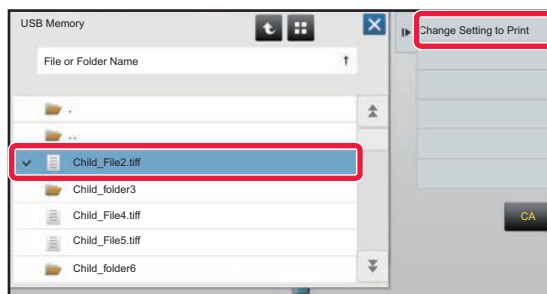 USB Memory
Change Setting to Print
File or Folder Name
.
..
Child_File2.tiff
Child_folder3
Child_File4.tiff
CA
Child_File5.tiff
Child_folder6